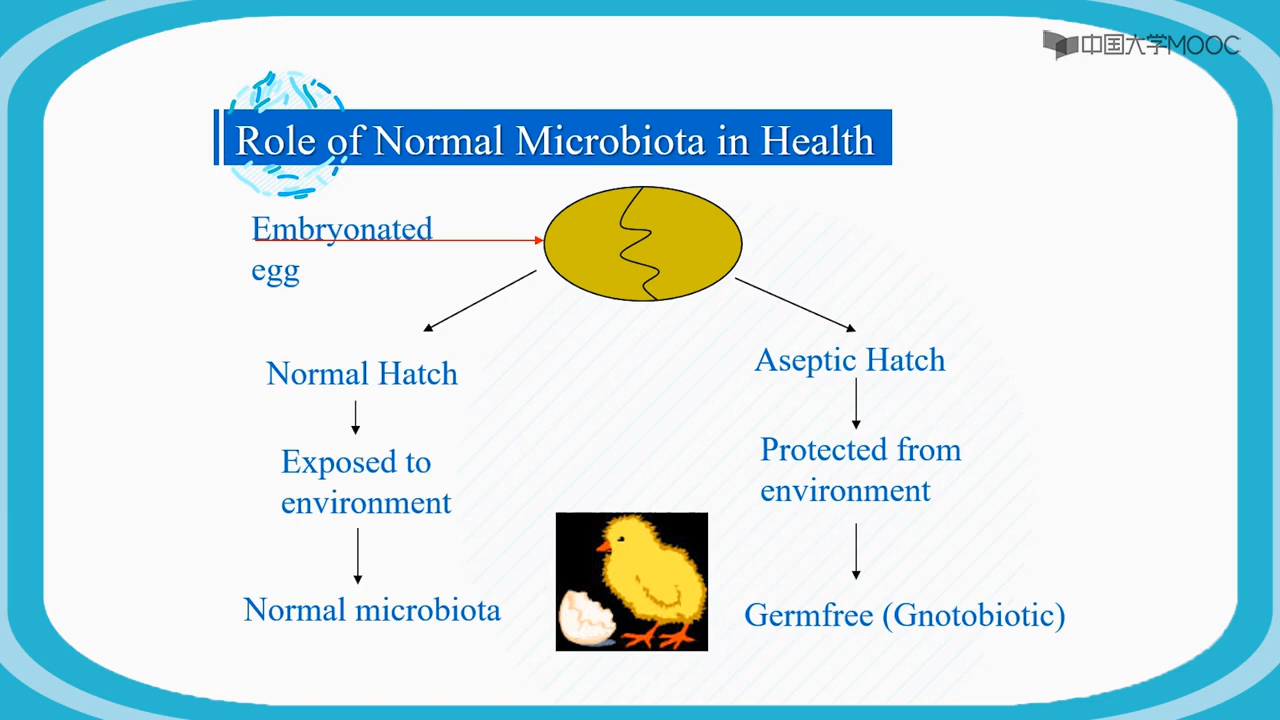 中国大学MOOC
Role of Normal Microbiota in Health
Embryonated
egg
Normal Hatch
Exposed to
environment
Normal microbiota
Aseptic Hatch
Protected from
environment
Germfree (Gnotobiotic)